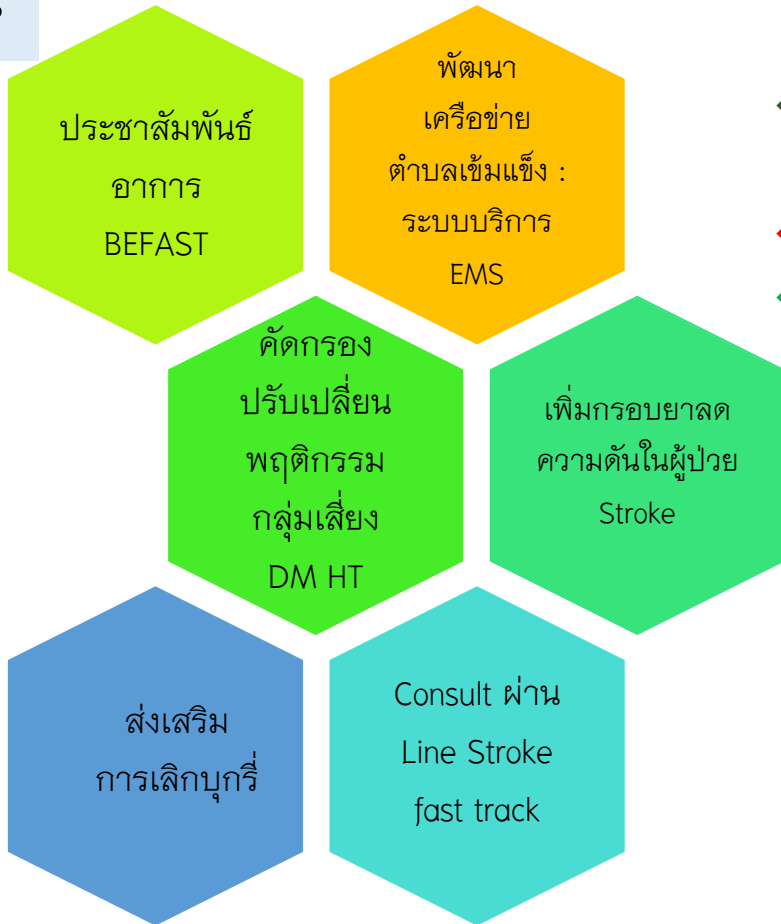 ประชาสัมพันธ์
อาการ
BEFAST
พัฒนา
เครือข่าย
ตำบลเข้มแข็ง :
ระบบบริการ
EMS
คัดกรอง
ปรับเปลี่ยน
พฤติกรรม
กลุ่มเสี่ยง
DM HT
เพิ่มกรอบยาลด
ความดันในผู้ป่วย
Stroke
ส่งเสริม
การเลิกบุกรี่
Consult ผ่าน
Line Stroke
fast track